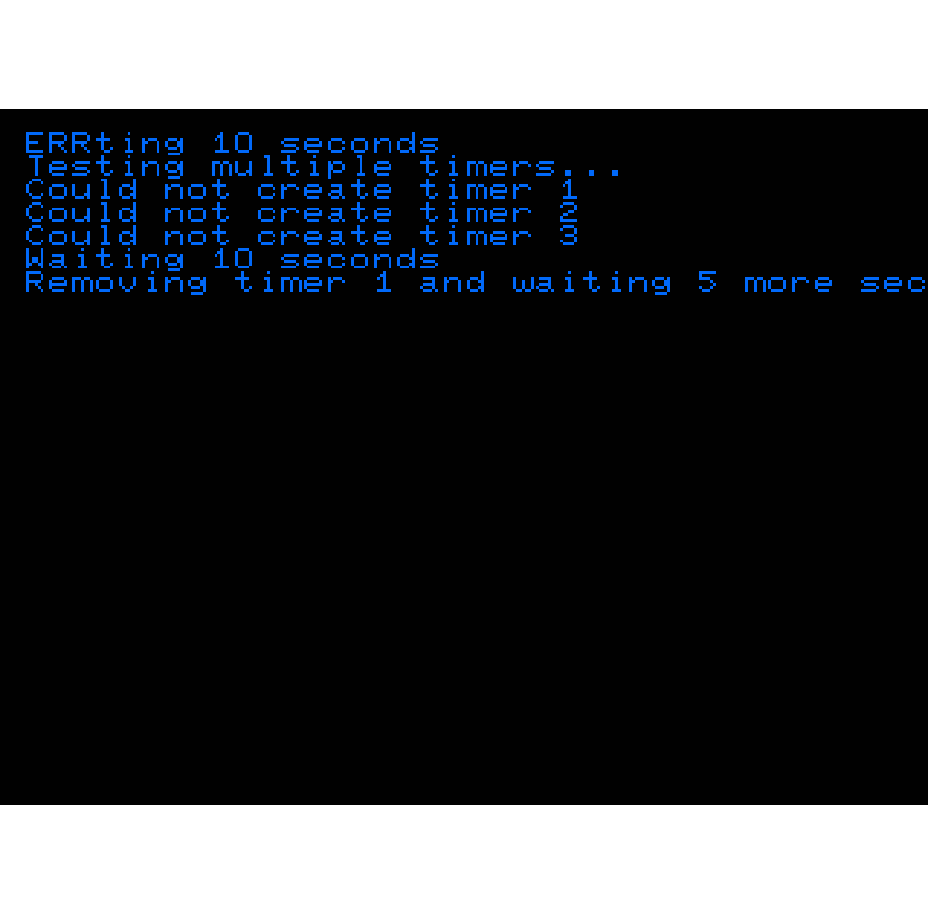 ERRting 10 seconds
Testing multiple timers...
Could not create timer 1
Could not create timer 2
Could not create timer 3
Waiting 10 seconds
Removing timer 1 and waiting 5 more sec